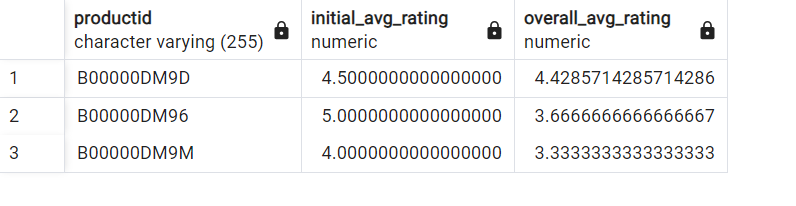 productid initial_avg_rating overall_avg_rating
character varying (255) numeric numeric
1 B00000DM9D 4.5000000000000000 4.4285714285714286
2 B00000DM96 5.0000000000000000 3.6666666666666667
3 B00000DM9M 4.0000000000000000 3.3333333333333333